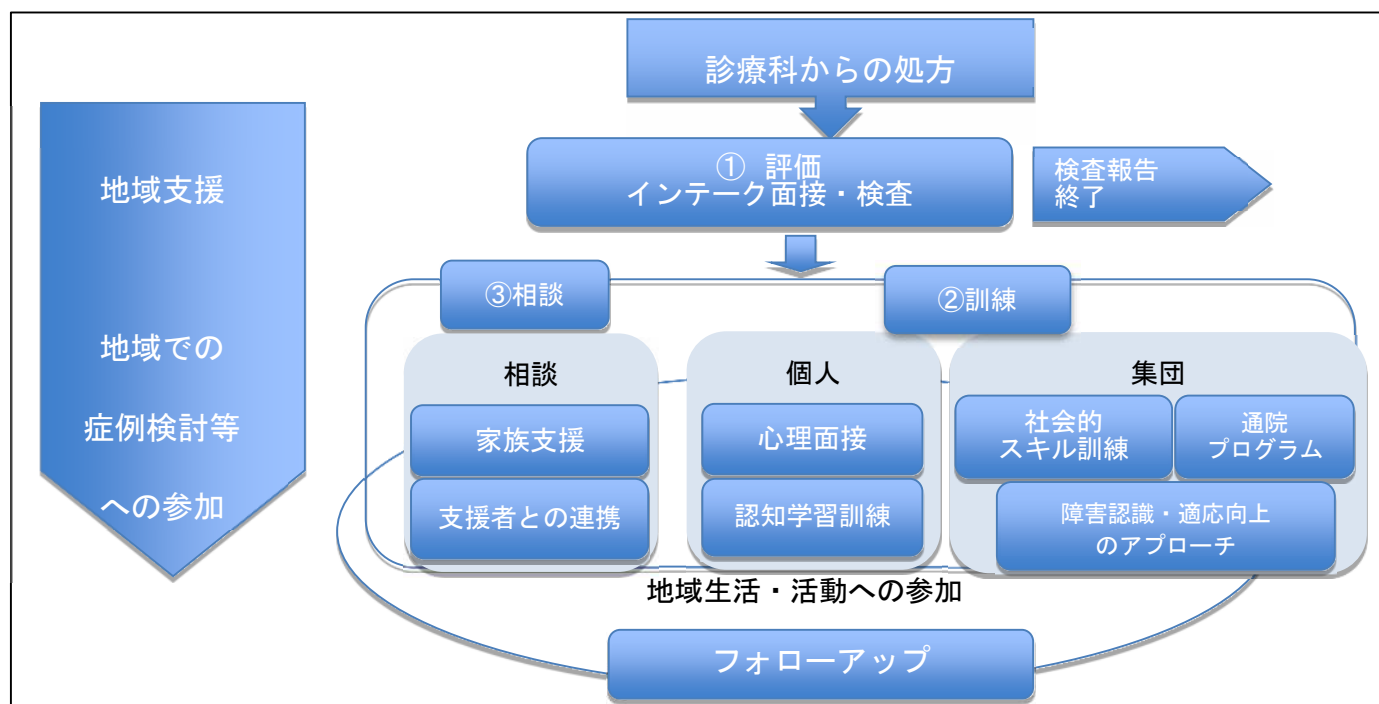 診療科からの処方
① 評価
インテーク面接・検査
検査報告
終了
地域支援
地域での
症例検討等
への参加
③相談
②訓練
相談
家族支援
支援者との連携
個人
心理面接
認知学習訓練
集団
社会的
スキル訓練
通院
プログラム
障害認識・適応向上
のアプローチ
地域生活・活動への参加
フォローアップ